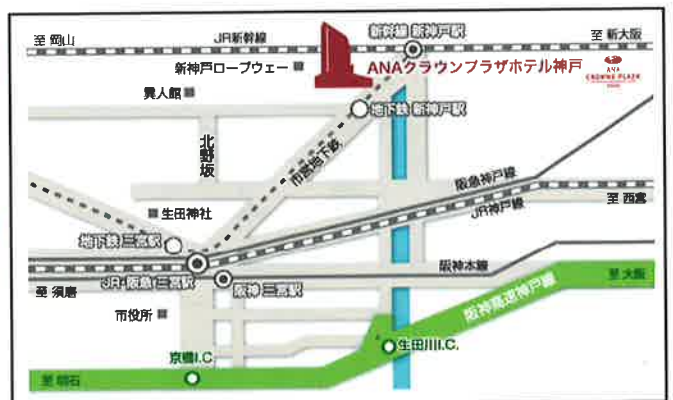 至 岡山
JR新幹線
新幹線 新神戸駅
至 新大阪
新神戸ロープウェー
ANAクラウンプラザホテル神戸
ANA
CROWNE PLAZA
異人館
地下鉄 新神戸駅
北野坂
市営地下鉄
阪急神戸線
JR神戸線
至 西宮
生田神社
地下鉄 三宮駅
阪神本線
至 大阪
至 須磨
JR・阪急 三宮駅
阪神 三宮駅
阪神高速神戸線
市役所
京橋I.C.
生田川I.C.
至 明石